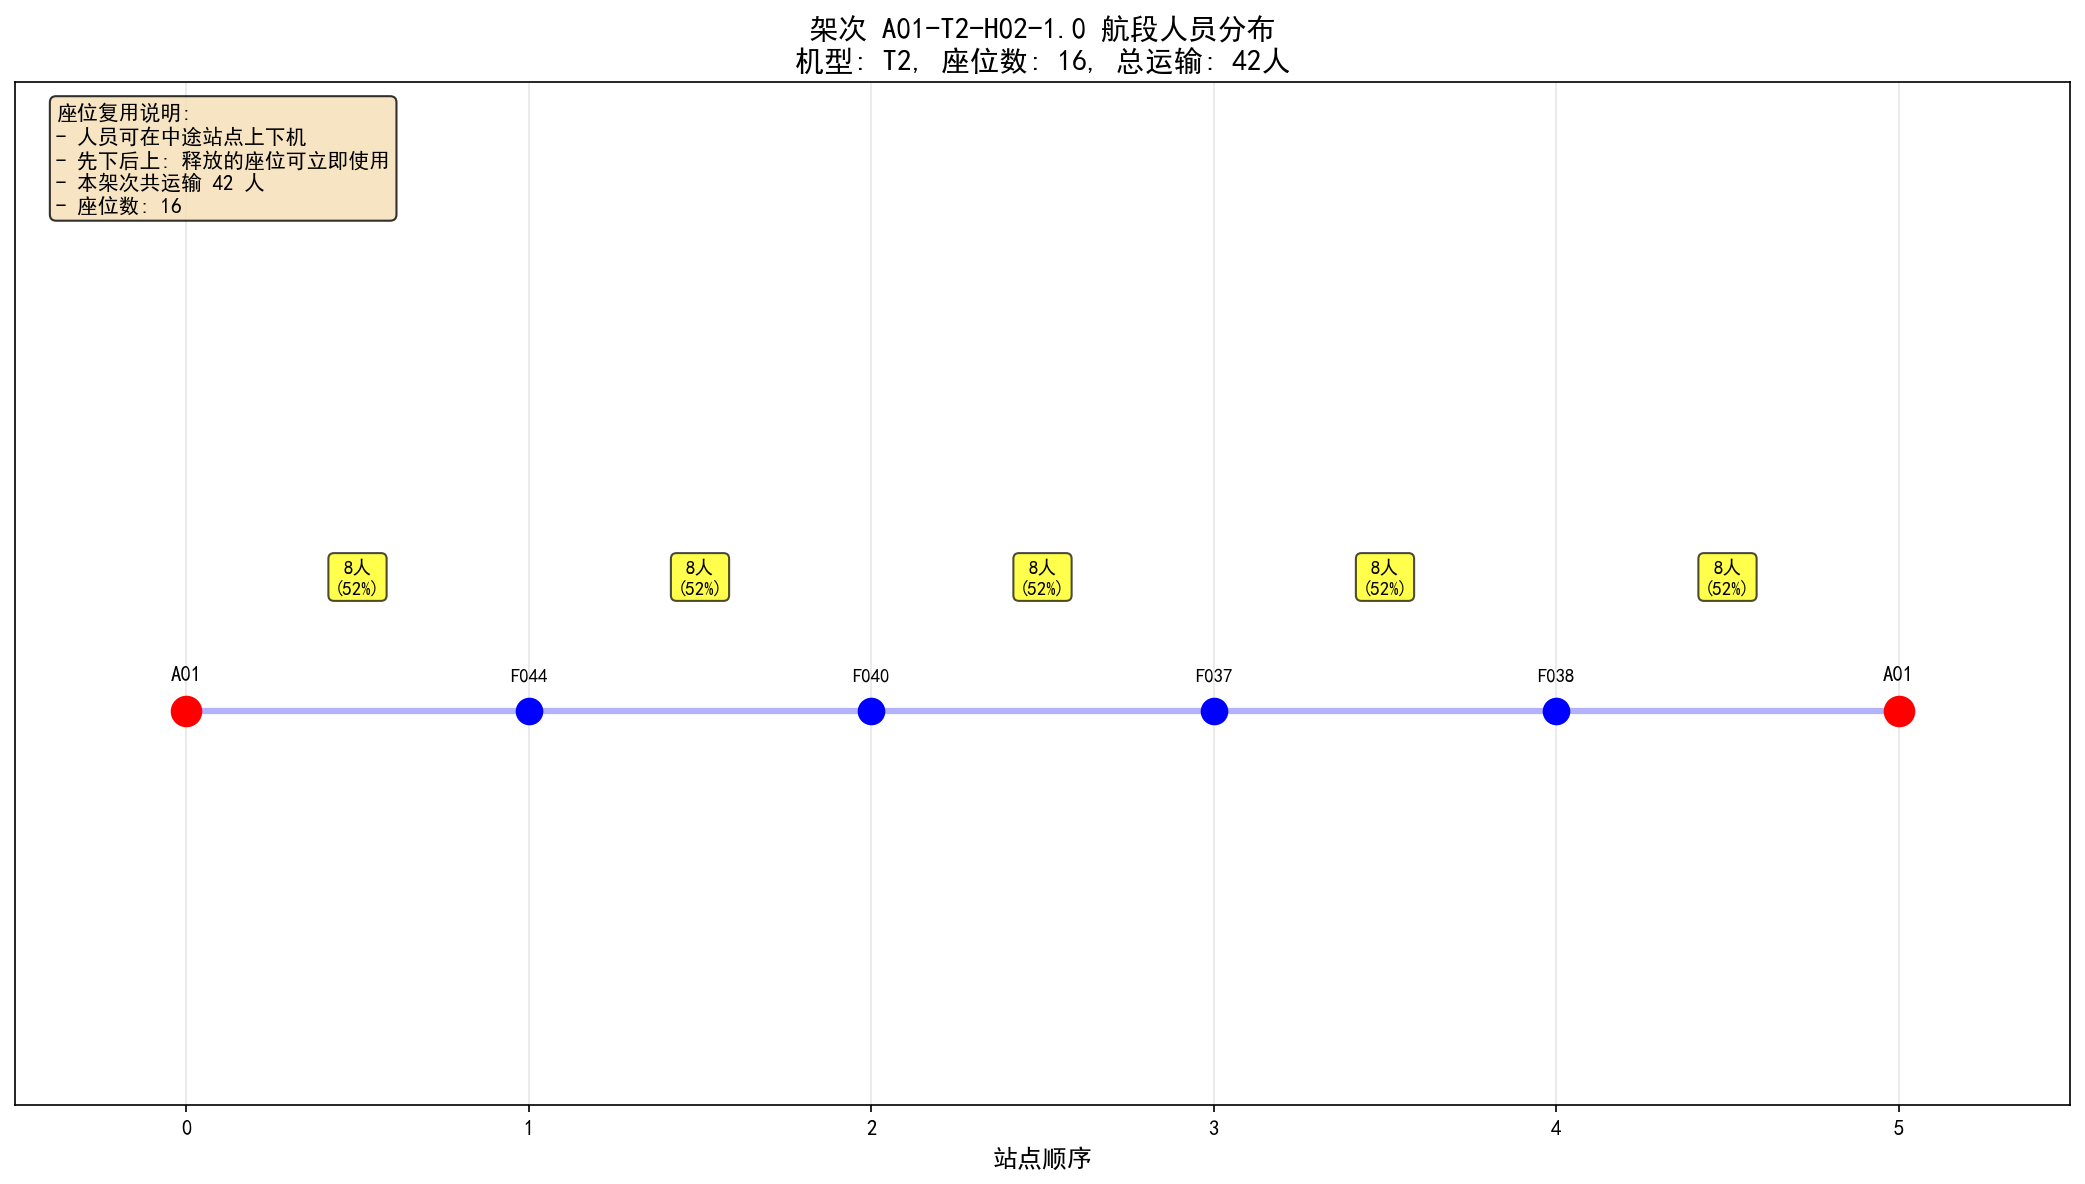 架次 A01-T2-H02-1.0 航段人员分布
机型: T2, 座位数: 16, 总运输: 42人
座位复用说明:
- 人员可在中途站点上下机
- 先下后上: 释放的座位可立即使用
- 本架次共运输 42 人
- 座位数: 16
8人
(52%)
8人
(52%)
8人
(52%)
8人
(52%)
8人
(52%)
A01
F044
F040
F037
F038
A01
0
1
2
3
4
5
站点顺序